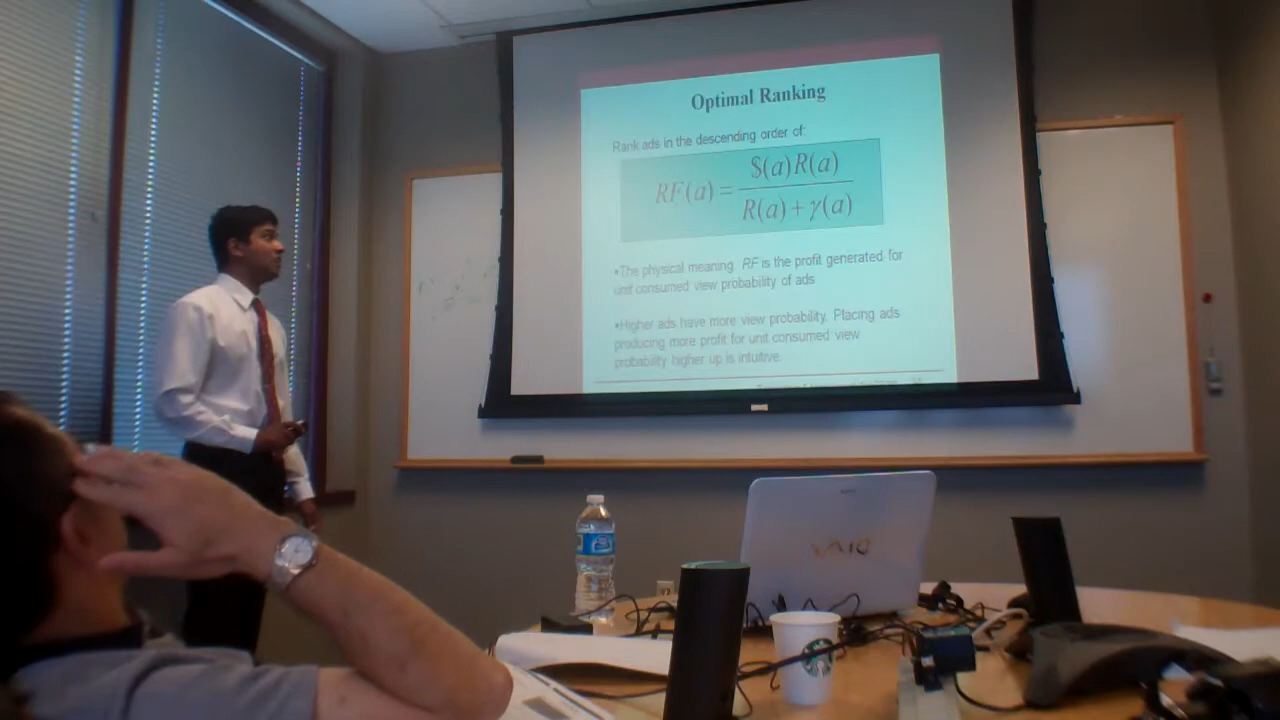 Optimal Ranking
Rank ads in the descending order of:
RF(a) = $(a)R(a) / R(a) + γ(a)
•The physical meaning RF is the profit generated for
unit consumed view probability of ads
•Higher ads have more view probability. Placing ads
producing more profit for unit consumed view
probability higher up is intuitive.
VAIO